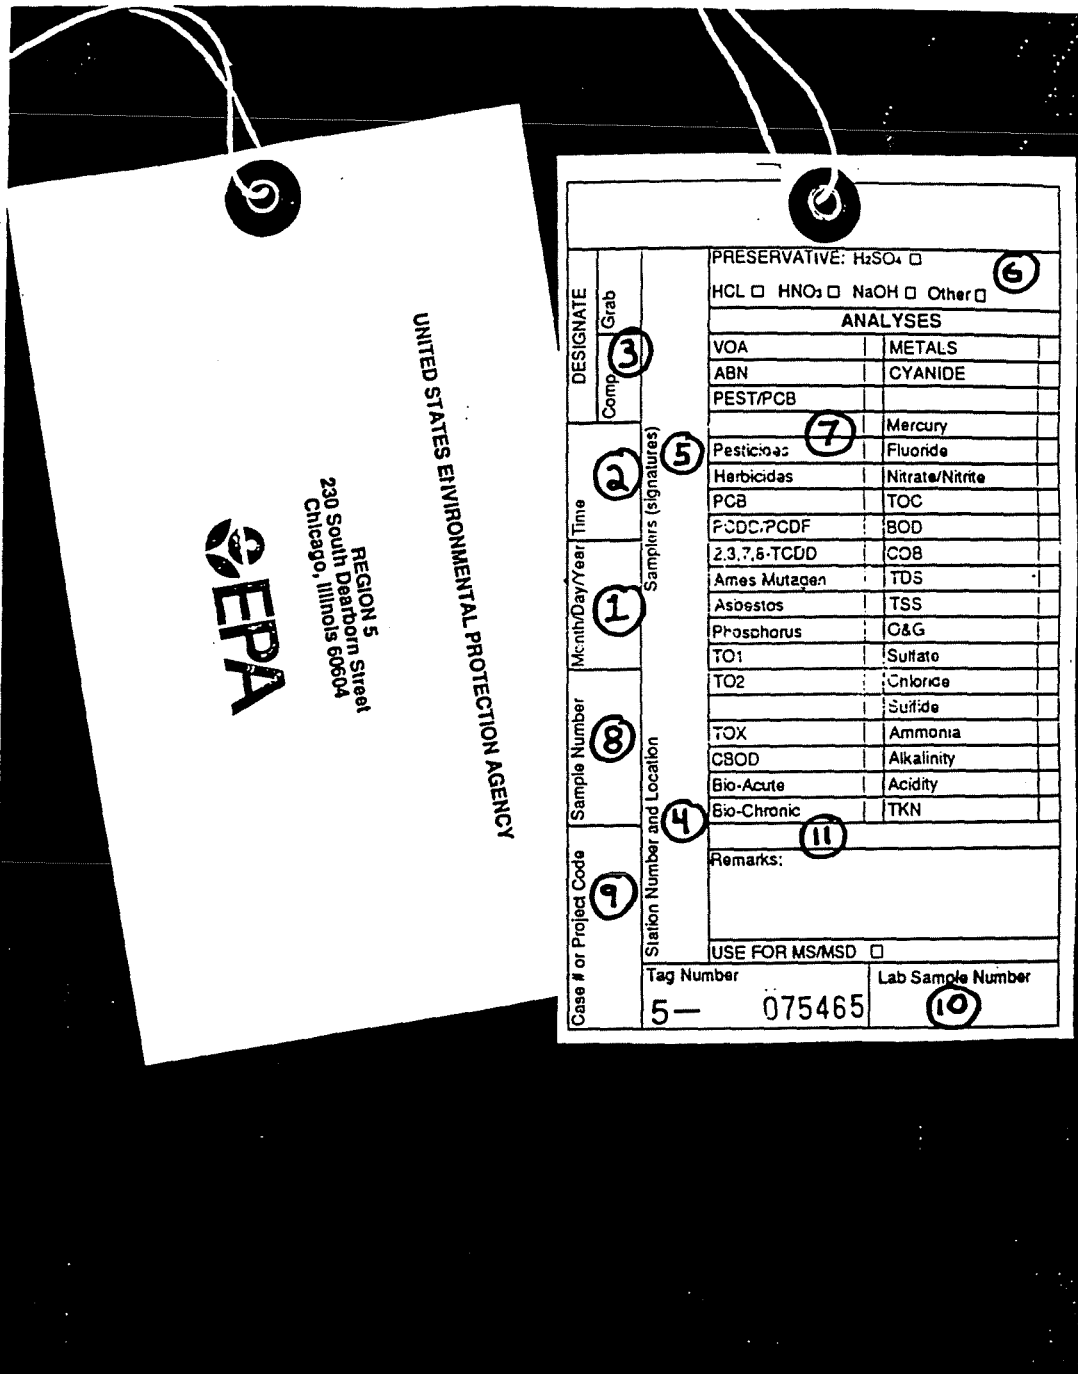 UNITED STATES ENVIRONMENTAL PROTECTION AGENCY
REGION 5
230 South Dearborn Street
Chicago, Illinois 60604
EPA
PRESERVATIVE: H2SO4 □
6
HCL □ HNO3 □ NaOH □ Other □
ANALYSES
VOA METALS
ABN CYANIDE
PEST/PCB
7 Mercury
Pesticides Fluoride
Herbicides Nitrate/Nitrite
PCB TOC
PCDC/PCDF BOD
2,3,7,8-TCDD COB
Ames Mutagen TDS
Asbestos TSS
Phosphorus O&G
TO1 Sulfate
TO2 Chloride
Sulfide
TOX Ammonia
CBOD Alkalinity
Bio-Acute Acidity
Bio-Chronic TKN
11
Remarks:
USE FOR MS/MSD □
DESIGNATE
Comp. Grab
3
Time
2
Month/Day/Year
1
Sample Number
8
Case # or Project Code
9
Samplers (signatures)
5
Station Number and Location
4
Tag Number
5— 075465
Lab Sample Number
10